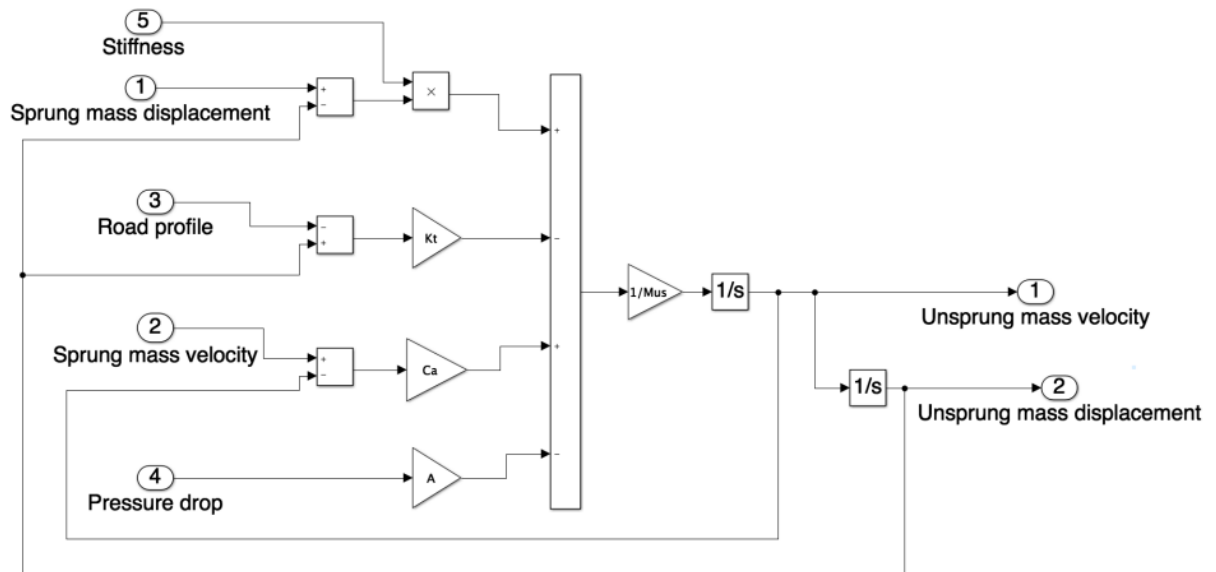 5
Stiffness
1
Sprung mass displacement
+
−
×
+
3
Road profile
−
+
Kt
−
1/Mus
1/s
1
Unsprung mass velocity
2
Sprung mass velocity
+
−
Ca
+
1/s
2
Unsprung mass displacement
4
Pressure drop
A
−